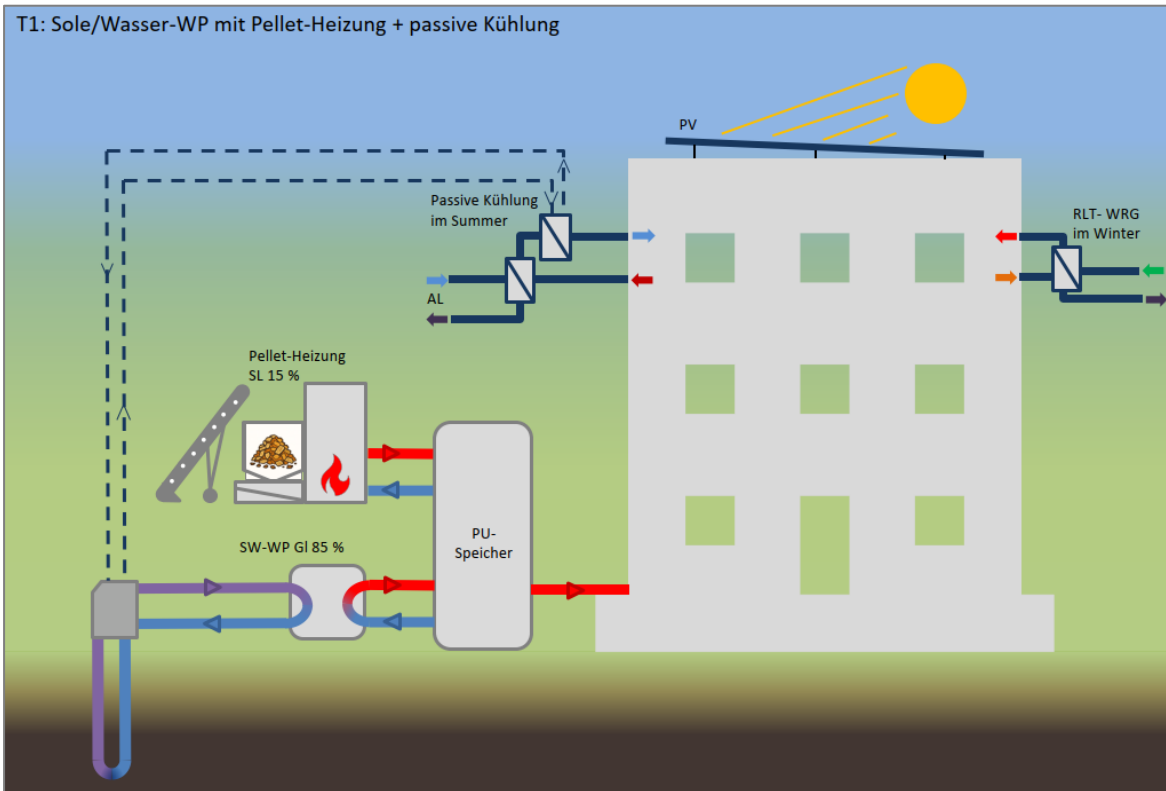 T1: Sole/Wasser-WP mit Pellet-Heizung + passive Kühlung
PV
Passive Kühlung
im Summer
RLT- WRG
im Winter
AL
Pellet-Heizung
SL 15 %
SW-WP Gl 85 %
PU-
Speicher